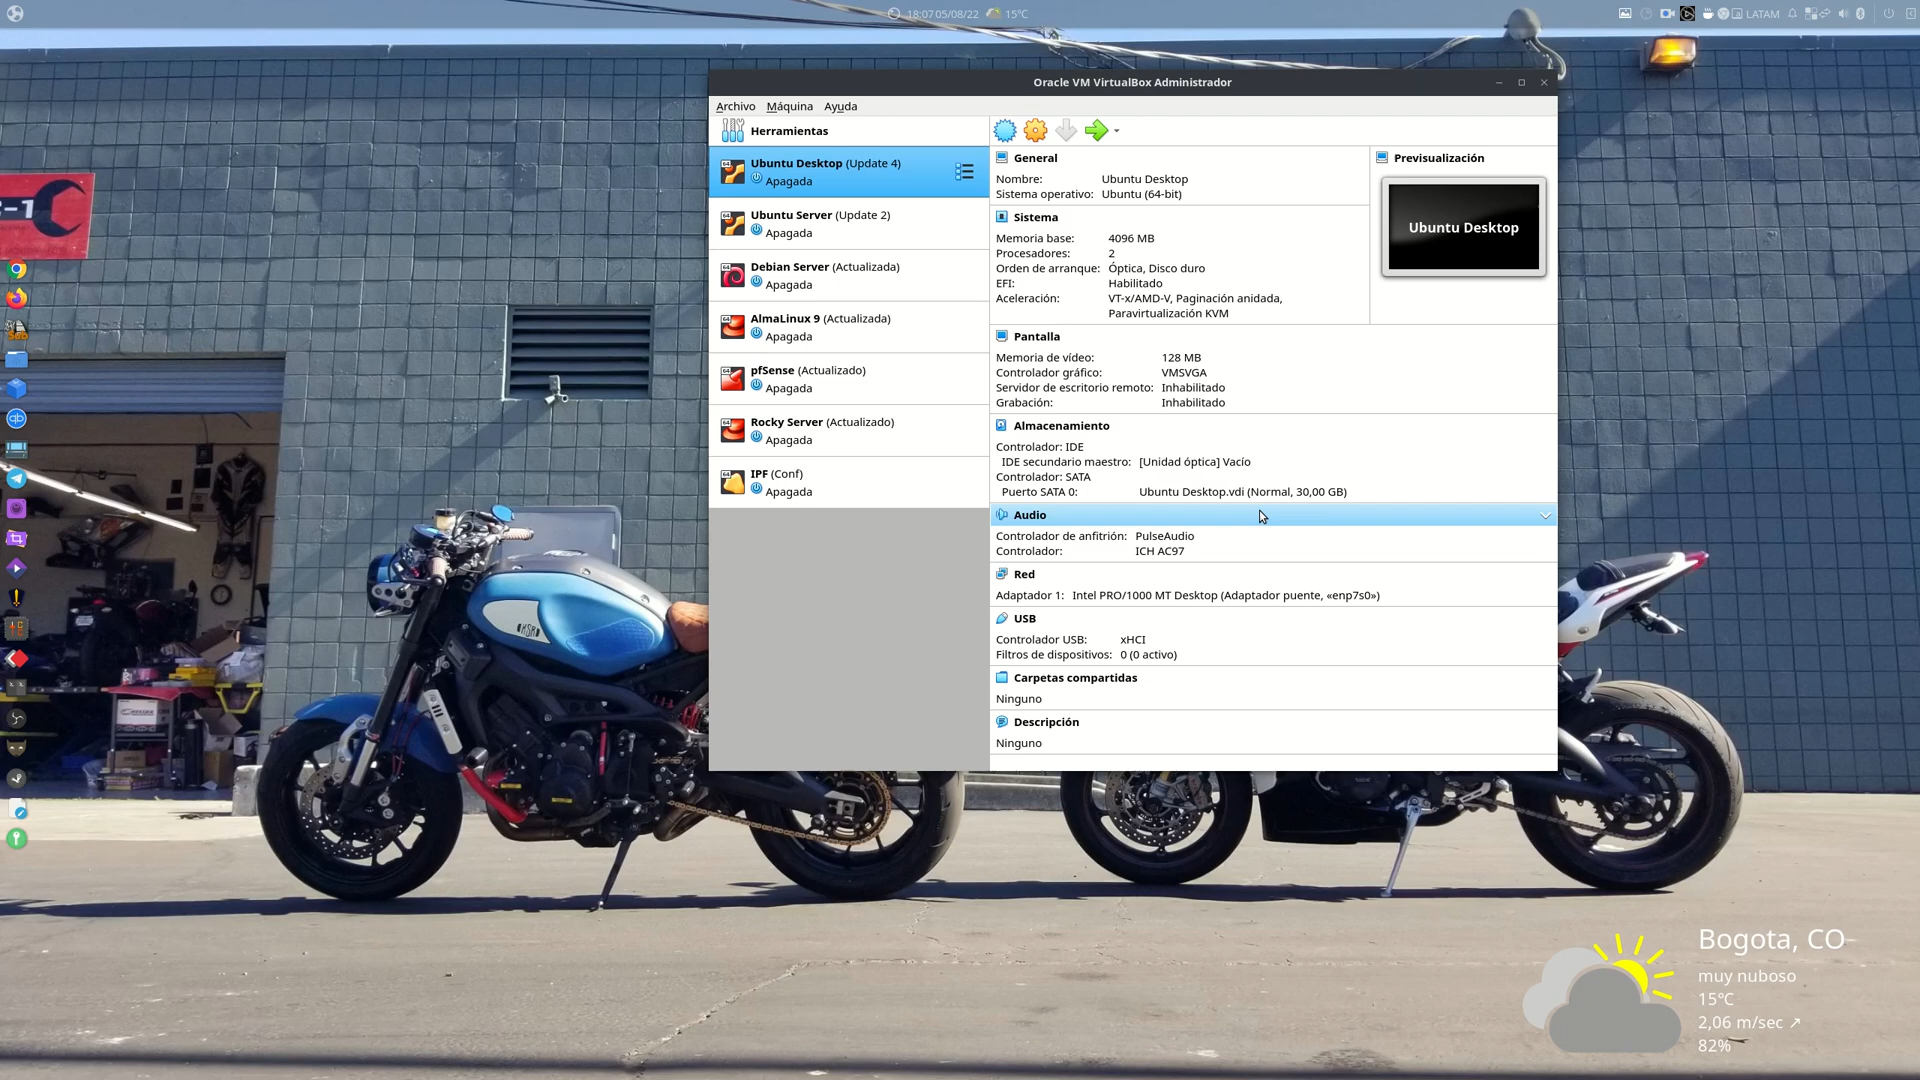 18:07 05/08/22 15°C
LATAM
Oracle VM VirtualBox Administrador
Archivo Máquina Ayuda
Herramientas
Ubuntu Desktop (Update 4)
Apagada
Ubuntu Server (Update 2)
Apagada
Debian Server (Actualizada)
Apagada
AlmaLinux 9 (Actualizada)
Apagada
pfSense (Actualizado)
Apagada
Rocky Server (Actualizado)
Apagada
IPF (Conf)
Apagada
General
Nombre: Ubuntu Desktop
Sistema operativo: Ubuntu (64-bit)
Sistema
Memoria base: 4096 MB
Procesadores: 2
Orden de arranque: Óptica, Disco duro
EFI: Habilitado
Aceleración: VT-x/AMD-V, Paginación anidada,
Paravirtualización KVM
Previsualización
Ubuntu Desktop
Pantalla
Memoria de vídeo: 128 MB
Controlador gráfico: VMSVGA
Servidor de escritorio remoto: Inhabilitado
Grabación: Inhabilitado
Almacenamiento
Controlador: IDE
IDE secundario maestro: [Unidad óptica] Vacío
Controlador: SATA
Puerto SATA 0: Ubuntu Desktop.vdi (Normal, 30,00 GB)
Audio
Controlador de anfitrión: PulseAudio
Controlador: ICH AC97
Red
Adaptador 1: Intel PRO/1000 MT Desktop (Adaptador puente, «enp7s0»)
USB
Controlador USB: xHCI
Filtros de dispositivos: 0 (0 activo)
Carpetas compartidas
Ninguno
Descripción
Ninguno
-1
XSR
Bogota, CO
muy nuboso
15°C
2,06 m/sec ↗
82%